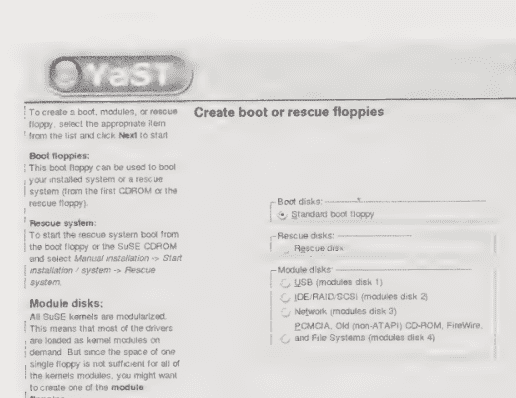 YaST
To create a boot, modules, or rescue
floppy, select the appropriate item
from the list and click Next to start
Boot floppies:
This boot floppy can be used to boot
your installed system or a rescue
system (from the first CDROM or the
rescue floppy).
Rescue system:
To start the rescue system boot from
the boot floppy or the SuSE CDROM
and select Manual installation -> Start
installation / system -> Rescue
system.
Module disks:
All SuSE kernels are modularized.
This means that most of the drivers
are loaded as kernel modules on
demand. But since the space of one
single floppy is not sufficient for all of
the kernels modules, you might want
to create one of the module
Create boot or rescue floppies
Boot disks:
Standard boot floppy
Rescue disks:
Rescue disk
Module disks:
USB (modules disk 1)
IDE/RAID/SCSI (modules disk 2)
Network (modules disk 3)
PCMCIA, Old (non-ATAPI) CD-ROM, FireWire,
and File Systems (modules disk 4)